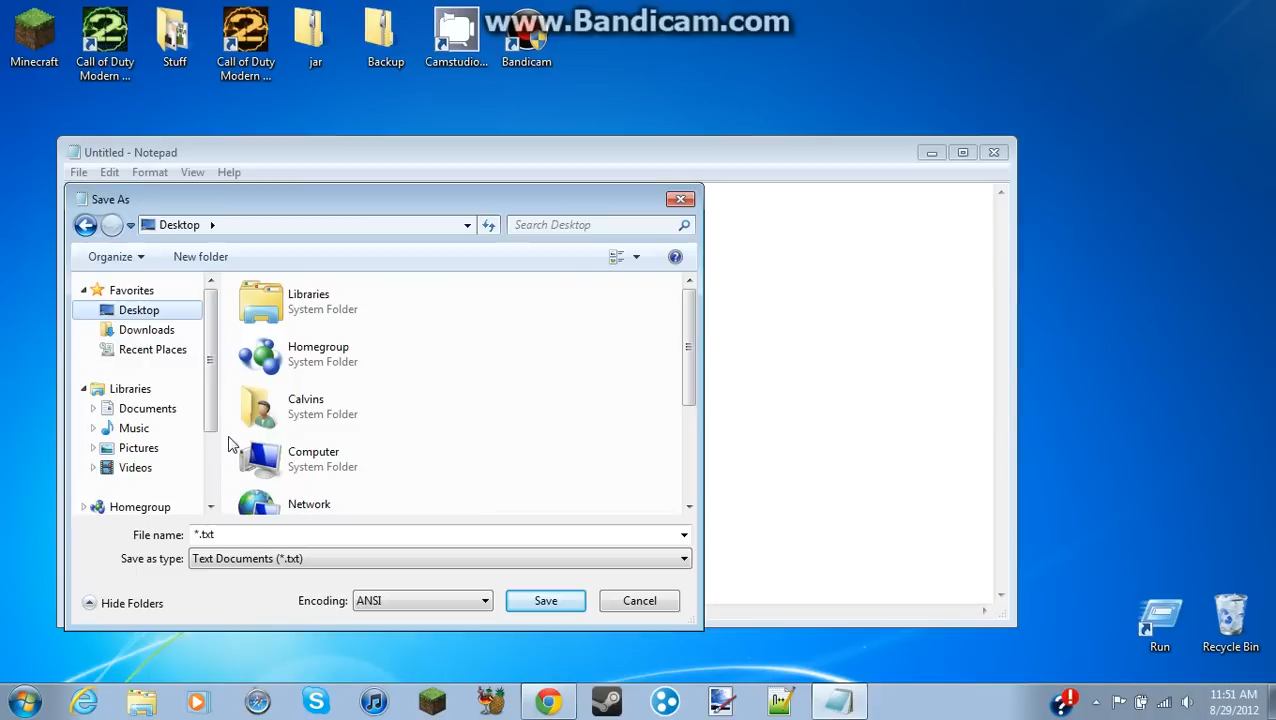 www.Bandicam.com
Minecraft
Call of Duty
Modern ...
Stuff
Call of Duty
Modern ...
jar
Backup
Camstudio...
Bandicam
Untitled - Notepad
File Edit Format View Help
Save As
Desktop
Search Desktop
Organize
New folder
Favorites
Desktop
Downloads
Recent Places
Libraries
Documents
Music
Pictures
Videos
Homegroup
Libraries
System Folder
Homegroup
System Folder
Calvins
System Folder
Computer
System Folder
Network
File name: *.txt
Save as type: Text Documents (*.txt)
Hide Folders
Encoding: ANSI
Save
Cancel
Run
Recycle Bin
11:51 AM
8/29/2012